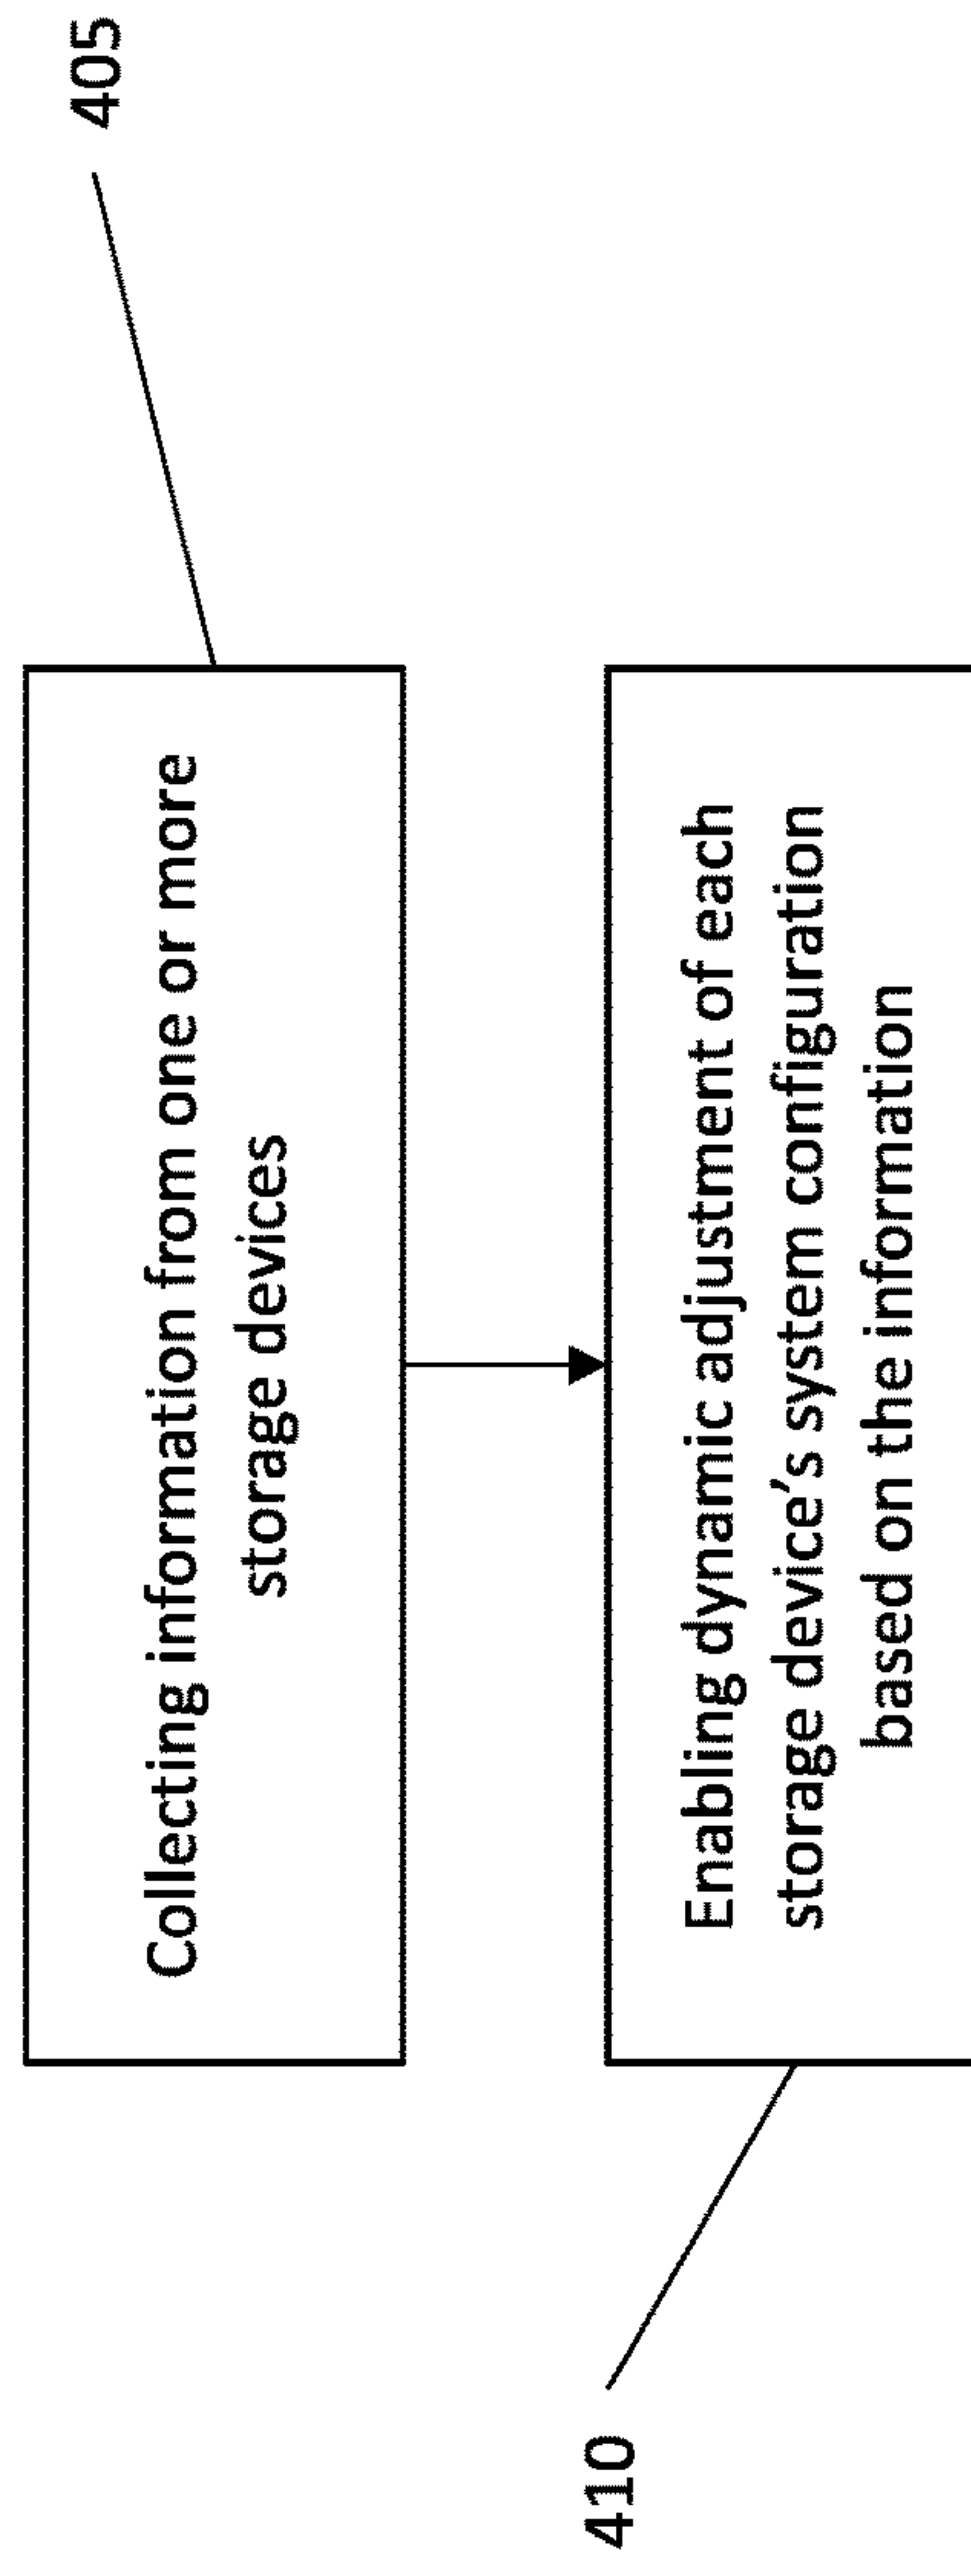 405
Collecting information from one or more
storage devices
Enabling dynamic adjustment of each
storage device's system configuration
based on the information
410